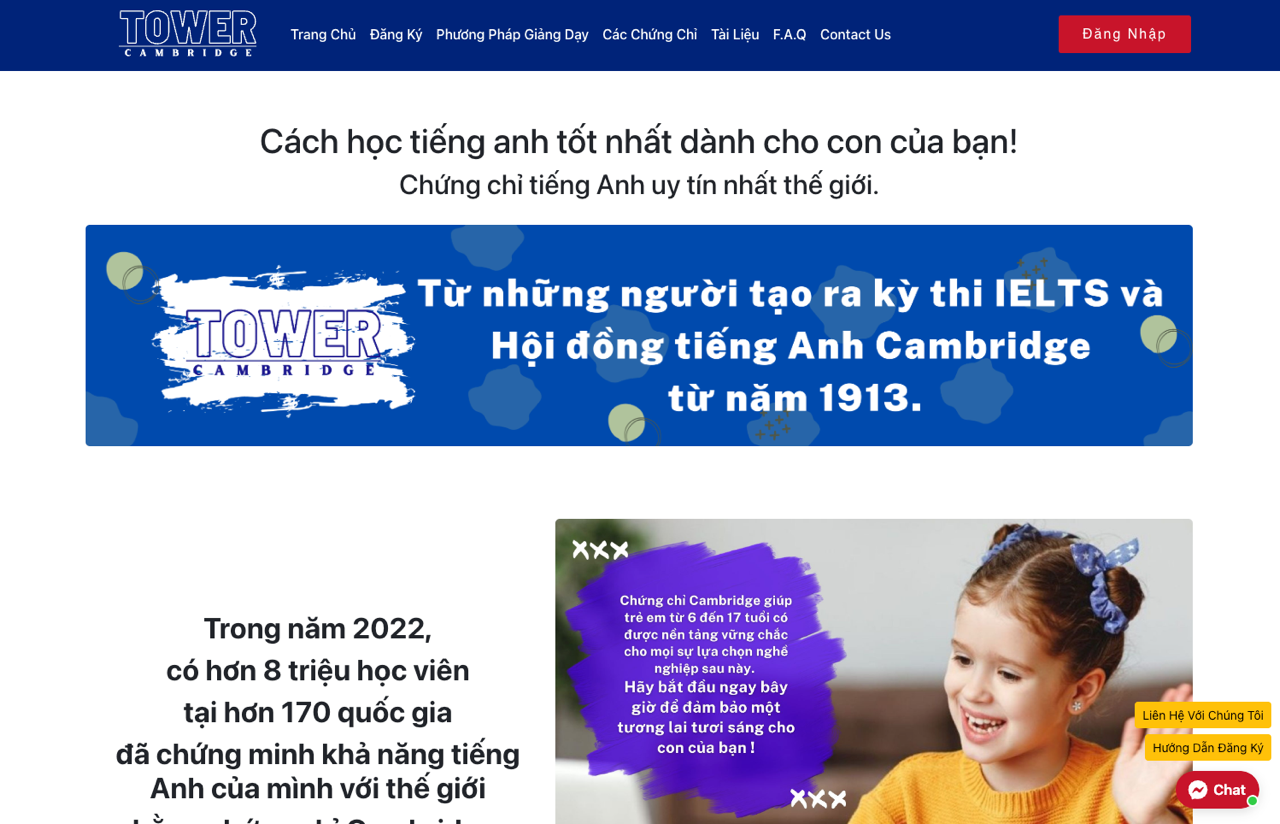 TOWER
CAMBRIDGE
Trang Chủ Đăng Ký Phương Pháp Giảng Dạy Các Chứng Chỉ Tài Liệu F.A.Q Contact Us
Đăng Nhập
Cách học tiếng anh tốt nhất dành cho con của bạn!
Chứng chỉ tiếng Anh uy tín nhất thế giới.
TOWER
CAMBRIDGE
Từ những người tạo ra kỳ thi IELTS và
Hội đồng tiếng Anh Cambridge
từ năm 1913.
Trong năm 2022,
có hơn 8 triệu học viên
tại hơn 170 quốc gia
đã chứng minh khả năng tiếng
Anh của mình với thế giới
Chứng chỉ Cambridge giúp
trẻ em từ 6 đến 17 tuổi có
được nền tảng vững chắc
cho mọi sự lựa chọn nghề
nghiệp sau này.
Hãy bắt đầu ngay bây
giờ để đảm bảo một
tương lai tươi sáng cho
con của bạn !
Liên Hệ Với Chúng Tôi
Hướng Dẫn Đăng Ký
Chat